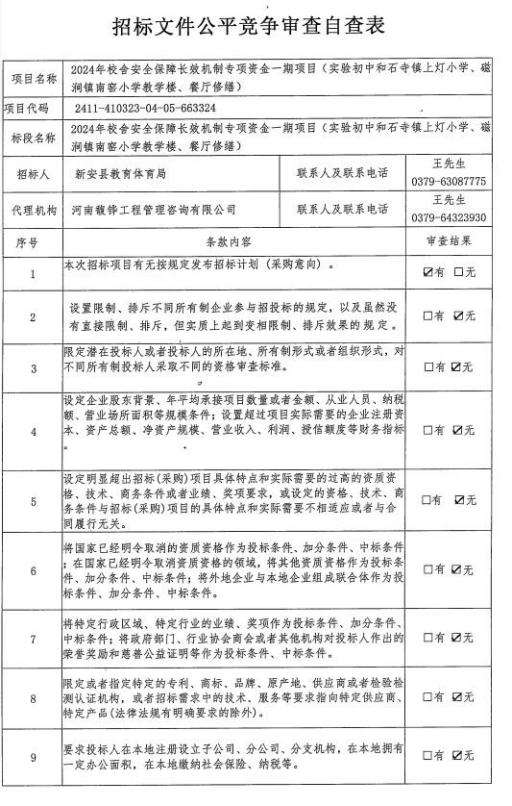 招标文件公平竞争审查自查表
项目名称
2024年校舍安全保障长效机制专项资金一期项目（实验初中和石寺镇上灯小学、磁
涧镇南窑小学教学楼、餐厅修缮）
项目代码
2411-410323-04-05-663324
标段名称
2024年校舍安全保障长效机制专项资金一期项目（实验初中和石寺镇上灯小学、磁
涧镇南窑小学教学楼、餐厅修缮）
招标人
新安县教育体育局
联系人及联系电话
王先生
0379-63087775
代理机构
河南馥铧工程管理咨询有限公司
联系人及联系电话
王先生
0379-64323930
序号 条款内容 审查结果
1
本次招标项目有无按规定发布招标计划（采购意向）。
☑有 □无
2
设置限制、排斥不同所有制企业参与招投标的规定，以及虽然没
有直接限制、排斥，但实质上起到变相限制、排斥效果的规定。
□有 ☑无
3
限定潜在投标人或者投标人的所在地、所有制形式或者组织形式，对
不同所有制投标人采取不同的资格审查标准。
□有 ☑无
4
设定企业股东背景、年平均承接项目数量或者金额、从业人员、纳税
额、营业场所面积等规模条件；设置超过项目实际需要的企业注册资
本、资产总额、净资产规模、营业收入、利润、授信额度等财务指标
。
□有 ☑无
5
设定明显超出招标(采购)项目具体特点和实际需要的过高的资质资
格、技术、商务条件或者业绩、奖项要求，或设定的资格、技术、商
务条件与招标(采购)项目的具体特点和实际需要不相适应或者与合
同履行无关。
□有 ☑无
6
将国家已经明令取消的资质资格作为投标条件、加分条件、中标条件
；在国家已经明令取消资质资格的领域，将其他资质资格作为投标条
件、加分条件、中标条件；将外地企业与本地企业组成联合体作为投
标条件、加分条件、中标条件。
□有 ☑无
7
将特定行政区域、特定行业的业绩、奖项作为投标条件、加分条件、
中标条件；将政府部门、行业协会商会或者其他机构对投标人作出的
荣誉奖励和慈善公益证明等作为投标条件、中标条件。
□有 ☑无
8
限定或者指定特定的专利、商标、品牌、原产地、供应商或者检验检
测认证机构，或者招标需求中的技术、服务等要求指向特定供应商、
特定产品(法律法规有明确要求的除外)。
□有 ☑无
9
要求投标人在本地注册设立子公司、分公司、分支机构，在本地拥有
一定办公面积，在本地缴纳社会保险、纳税等。
□有 ☑无